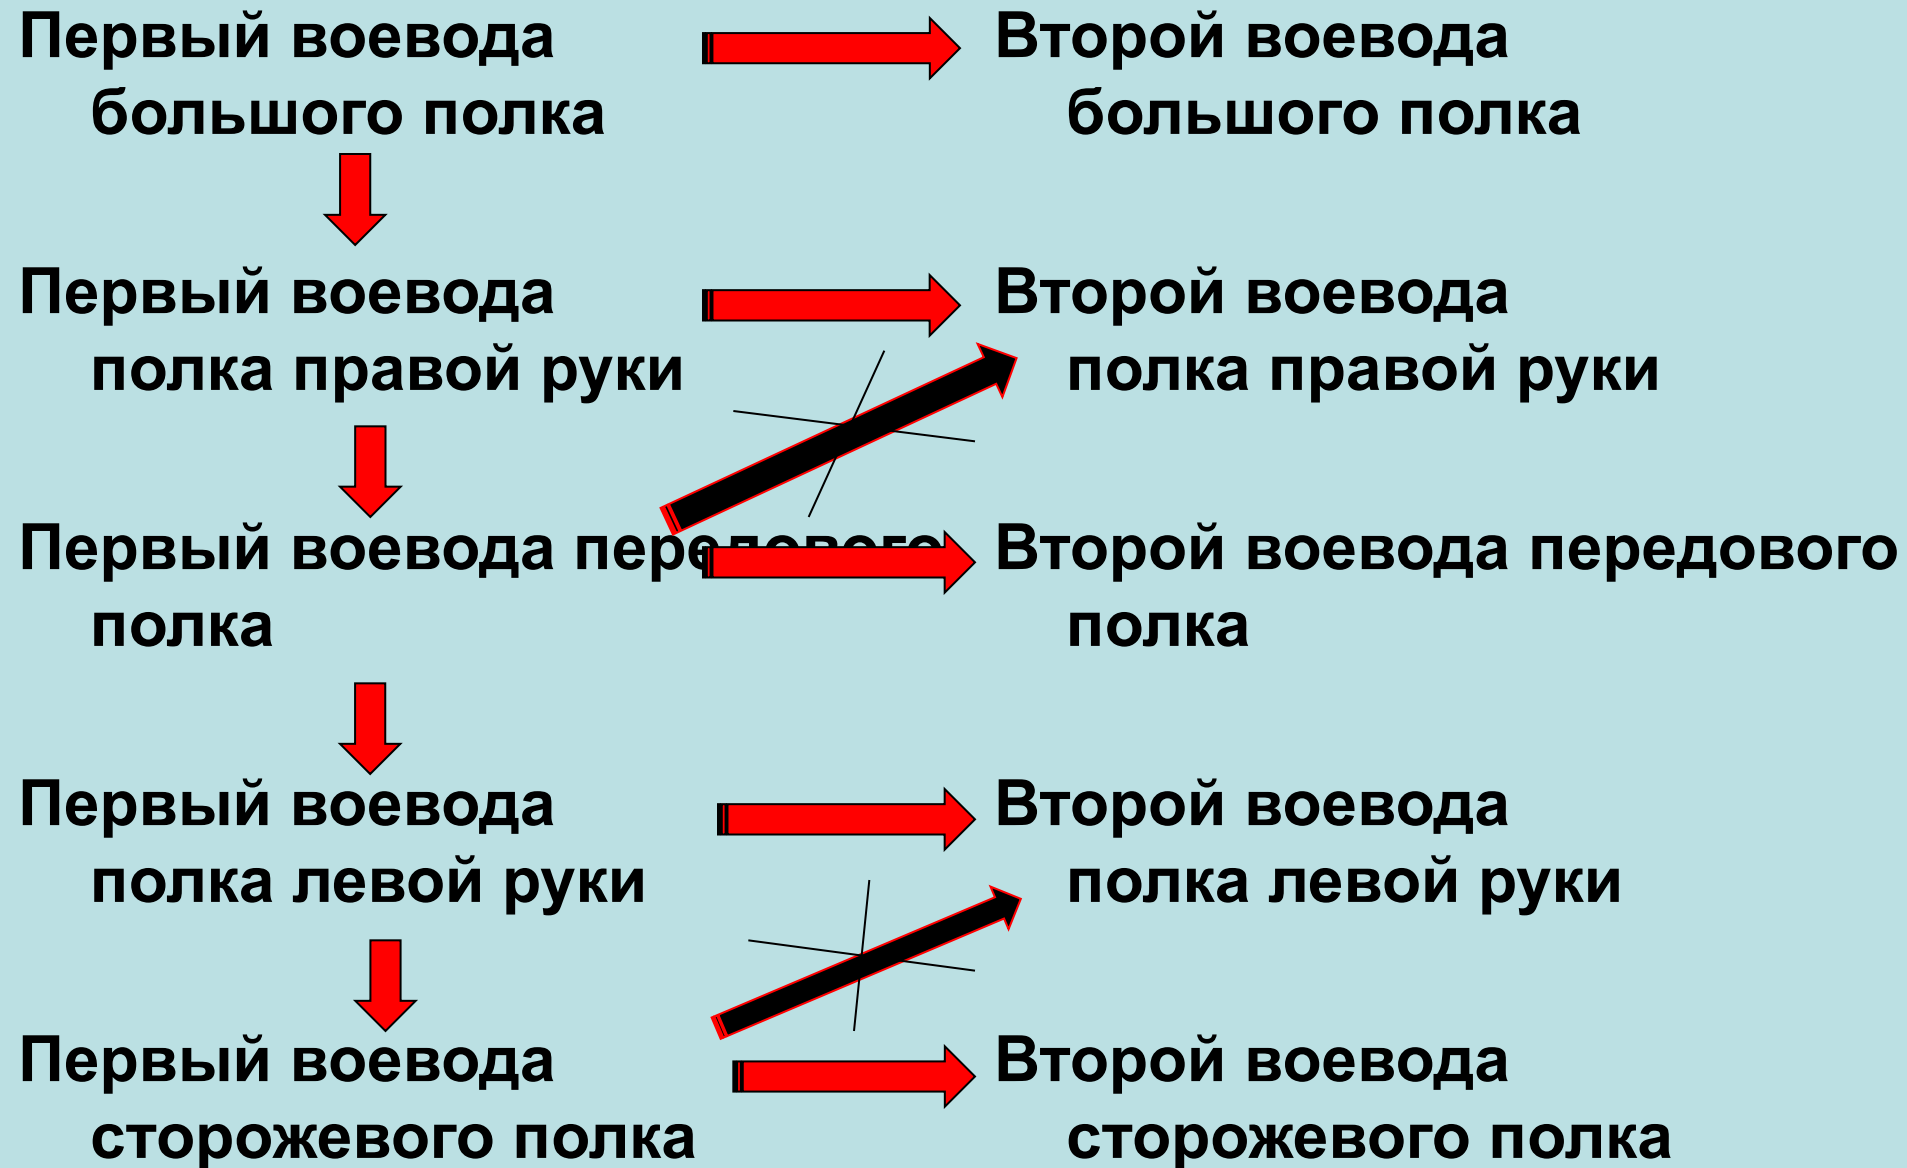 Первый воевода
большого полка
Второй воевода
большого полка
Первый воевода
полка правой руки
Второй воевода
полка правой руки
Первый воевода передового
полка
Второй воевода передового
полка
Первый воевода
полка левой руки
Второй воевода
полка левой руки
Первый воевода
сторожевого полка
Второй воевода
сторожевого полка